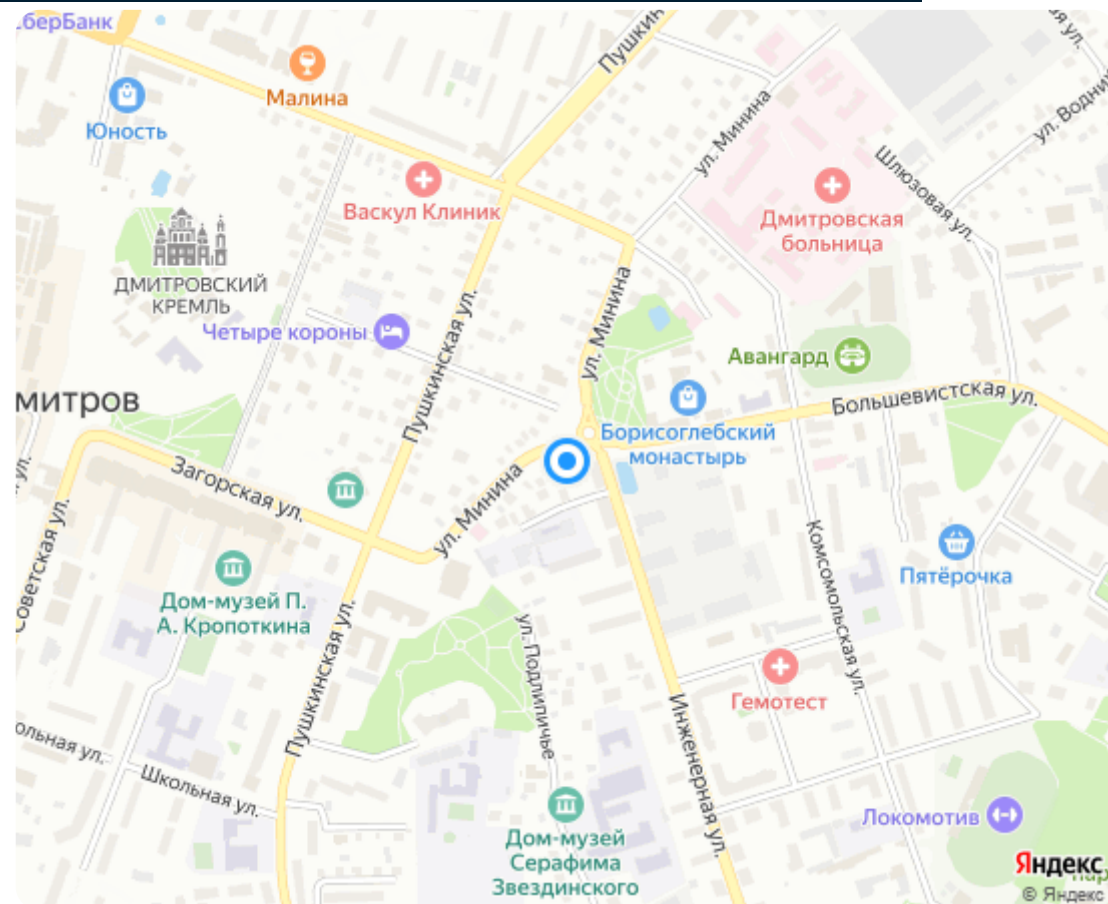 сберБанк
Малина
Юность
Пушкин
ул. Минина
ул. Водни
Шлюзовая ул.
Васкул Клиник
Дмитровская
больница
ДМИТРОВСКИЙ
КРЕМЛЬ
Четыре короны
Пушкинская ул.
ул. Минина
Авангард
Большевистская ул.
митров
Борисоглебский
монастырь
Загорская ул.
ул. Минина
Советская ул.
Дом-музей П.
А. Кропоткина
Пятёрочка
Комсомольская ул.
Пушкинская ул.
ул. Подлипичье
Гемотест
Инженерная ул.
ольная ул.
Школьная ул.
Локомотив
Дом-музей
Серафима
Звездинского
Яндекс
© Яндекс